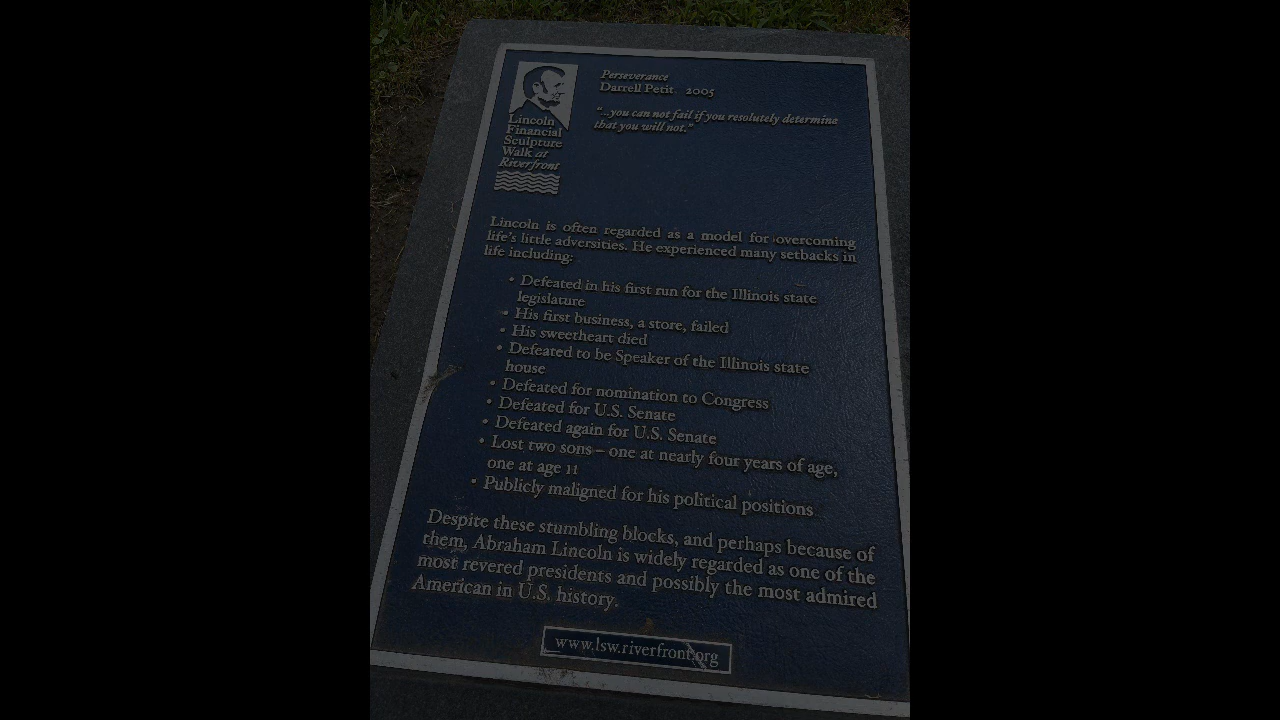 Perseverance
Darrell Petit 2005
"...you can not fail if you resolutely determine
that you will not."
Lincoln
Financial
Sculpture
Walk at
Riverfront
Lincoln is often regarded as a model for overcoming
life's little adversities. He experienced many setbacks in
life including:
• Defeated in his first run for the Illinois state
legislature
• His first business, a store, failed
• His sweetheart died
• Defeated to be Speaker of the Illinois state
house
• Defeated for nomination to Congress
• Defeated for U.S. Senate
• Defeated again for U.S. Senate
• Lost two sons – one at nearly four years of age,
one at age 11
• Publicly maligned for his political positions
Despite these stumbling blocks, and perhaps because of
them, Abraham Lincoln is widely regarded as one of the
most revered presidents and possibly the most admired
American in U.S. history.
www.lsw.riverfront.org